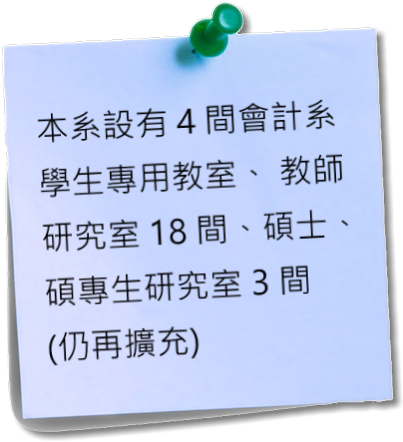 本系設有 4 間會計系
學生專用教室、 教師
研究室 18 間、碩士、
碩專生研究室 3 間
(仍再擴充)